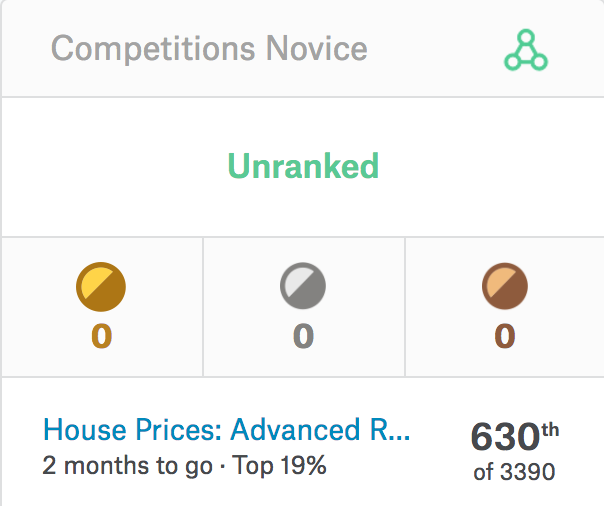 Competitions Novice
Unranked
0 0 0
House Prices: Advanced R...
2 months to go · Top 19%
630th
of 3390